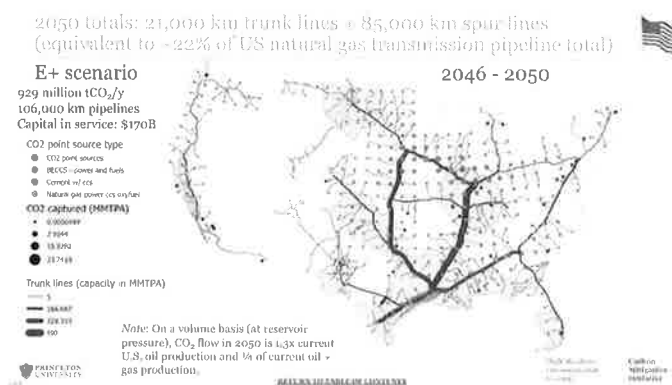 2050 totals: 21,000 km trunk lines + 85,000 km spur lines
(equivalent to ~22% of US natural gas transmission pipeline total)
E+ scenario
2046 - 2050
929 million tCO₂/y
106,000 km pipelines
Capital in service: $170B
CO2 point source type
CO2 point sources
BECCS - power and fuels
Cement w/ ccs
Natural gas power ccs oxyfuel
CO2 captured (MMTPA)
Trunk lines (capacity in MMTPA)
Note: On a volume basis (at reservoir
pressure), CO₂ flow in 2050 is 1.3x current
U.S. oil production and ¼ of current oil +
gas production.
PRINCETON
UNIVERSITY
RETURN TO TABLE OF CONTENTS